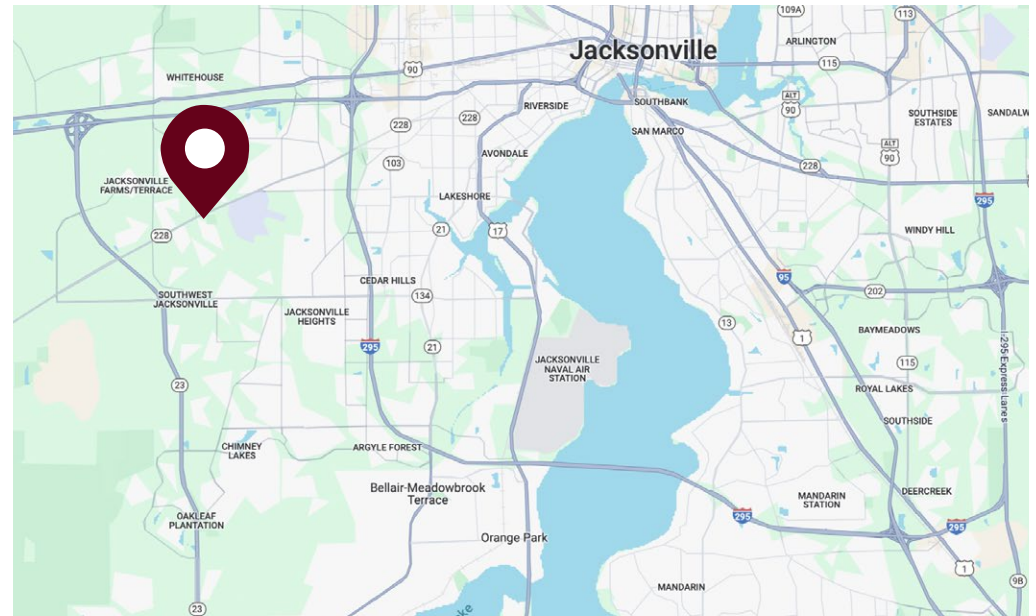 109A
113
Jacksonville
ARLINGTON
115
90
WHITEHOUSE
ALT
90
RIVERSIDE
SOUTHBANK
SOUTHSIDE
ESTATES
SANDALW
228
SAN MARCO
ALT
90
103
AVONDALE
228
JACKSONVILLE
FARMS/TERRACE
LAKESHORE
295
21
17
228
WINDY HILL
CEDAR HILLS
95
202
SOUTHWEST
JACKSONVILLE
134
JACKSONVILLE
HEIGHTS
13
1
BAYMEADOWS
I-295 Express Lanes
295
21
JACKSONVILLE
NAVAL AIR
STATION
115
23
ROYAL LAKES
SOUTHSIDE
CHIMNEY
LAKES
ARGYLE FOREST
Bellair-Meadowbrook
Terrace
MANDARIN
STATION
DEERCREEK
295
295
OAKLEAF
PLANTATION
Orange Park
1
MANDARIN
9B
23